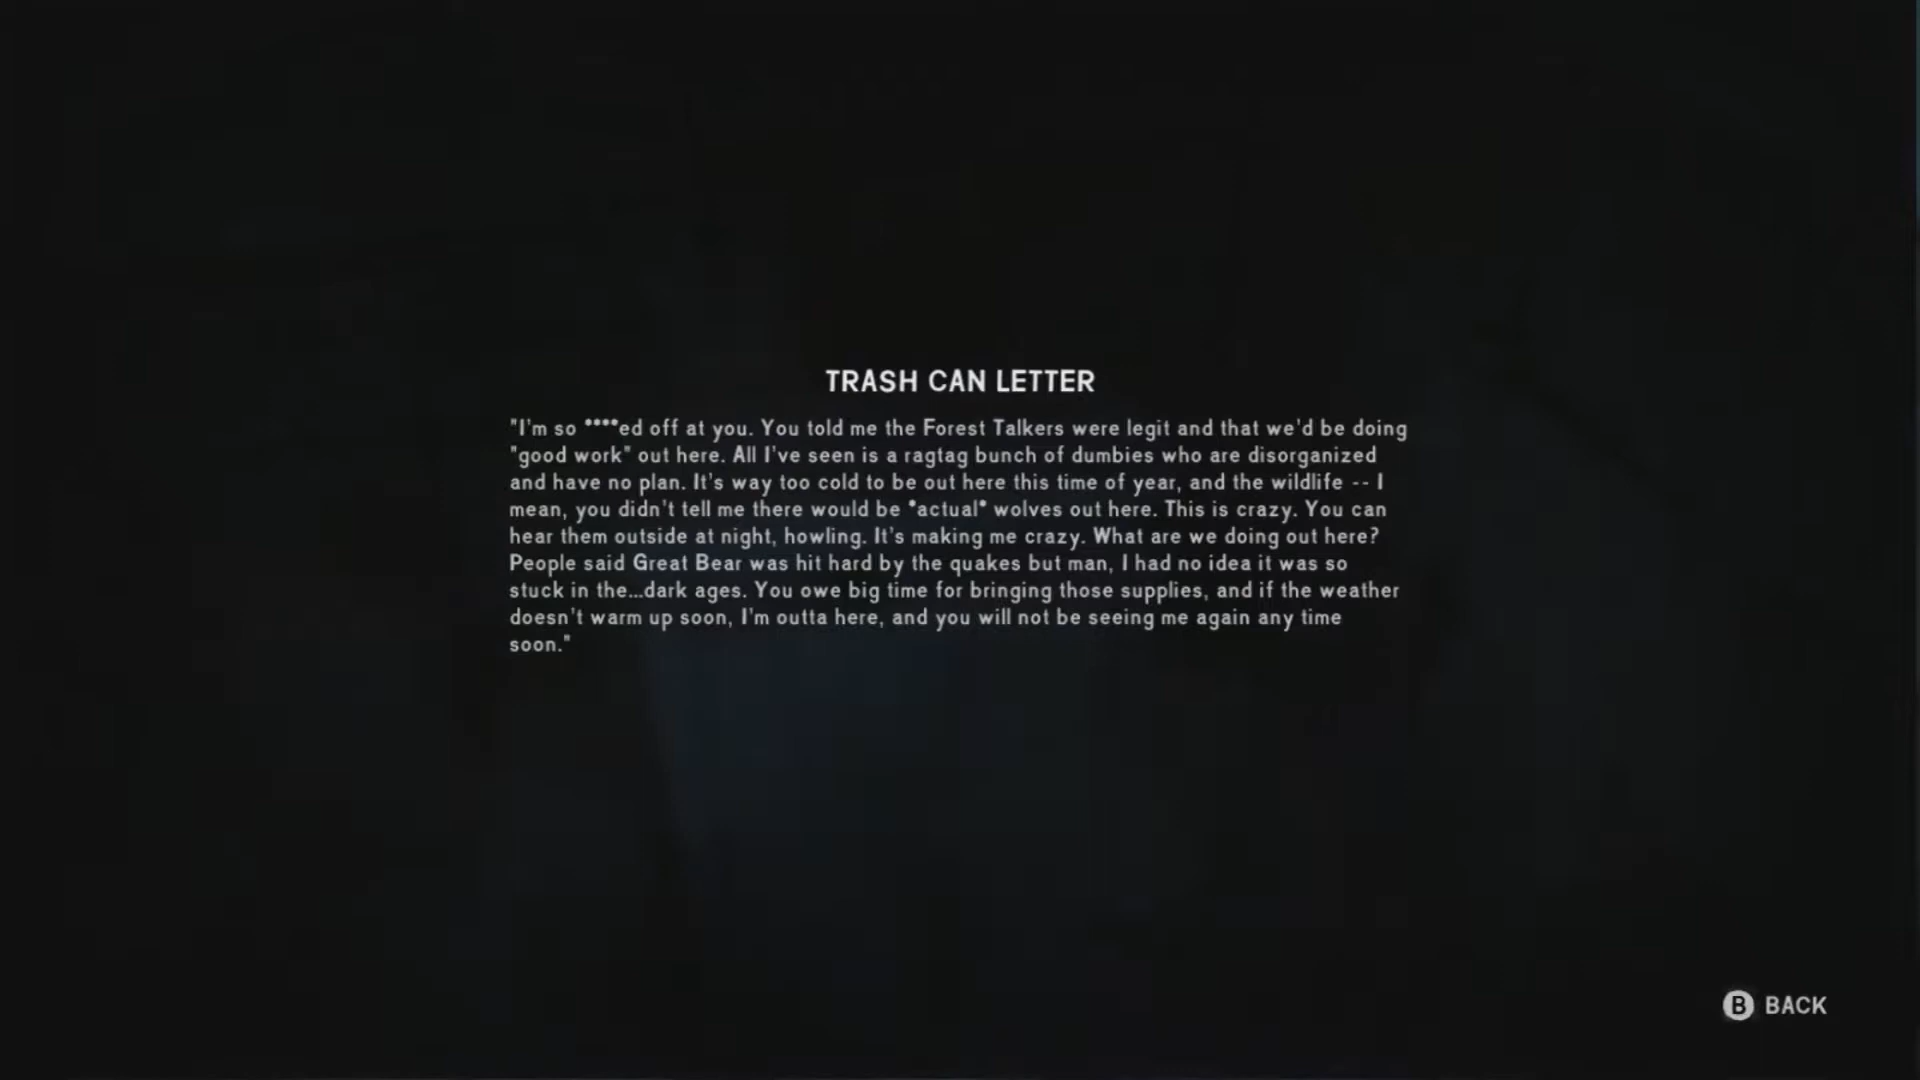 TRASH CAN LETTER
"I'm so ****ed off at you. You told me the Forest Talkers were legit and that we'd be doing
"good work" out here. All I've seen is a ragtag bunch of dumbies who are disorganized
and have no plan. It's way too cold to be out here this time of year, and the wildlife -- I
mean, you didn't tell me there would be *actual* wolves out here. This is crazy. You can
hear them outside at night, howling. It's making me crazy. What are we doing out here?
People said Great Bear was hit hard by the quakes but man, I had no idea it was so
stuck in the...dark ages. You owe big time for bringing those supplies, and if the weather
doesn't warm up soon, I'm outta here, and you will not be seeing me again any time
soon."
B BACK